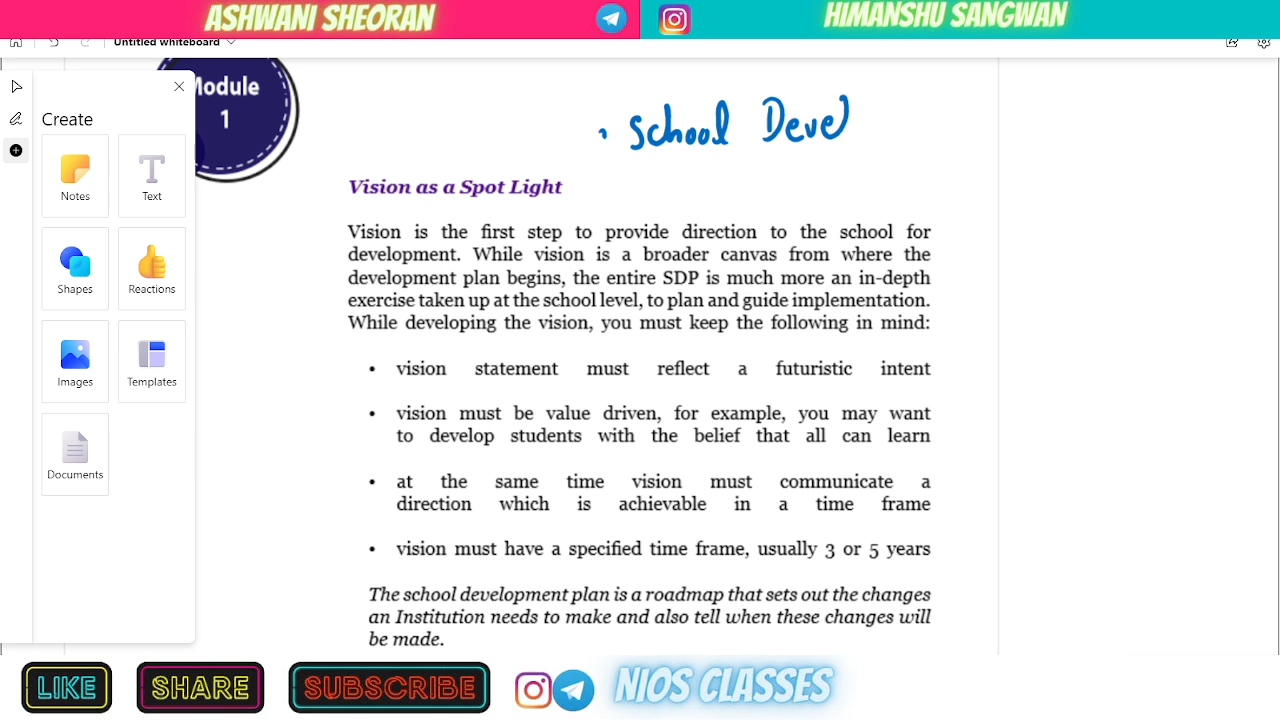 ASHWANI SHEORAN
HIMANSHU SANGWAN
Untitled whiteboard
Module
1
Create
Notes
Text
Shapes
Reactions
Images
Templates
Documents
School Deve
Vision as a Spot Light
Vision is the first step to provide direction to the school for
development. While vision is a broader canvas from where the
development plan begins, the entire SDP is much more an in-depth
exercise taken up at the school level, to plan and guide implementation.
While developing the vision, you must keep the following in mind:
• vision statement must reflect a futuristic intent
• vision must be value driven, for example, you may want
to develop students with the belief that all can learn
• at the same time vision must communicate a
direction which is achievable in a time frame
• vision must have a specified time frame, usually 3 or 5 years
The school development plan is a roadmap that sets out the changes
an Institution needs to make and also tell when these changes will
be made.
LIKE
SHARE
SUBSCRIBE
NIOS CLASSES